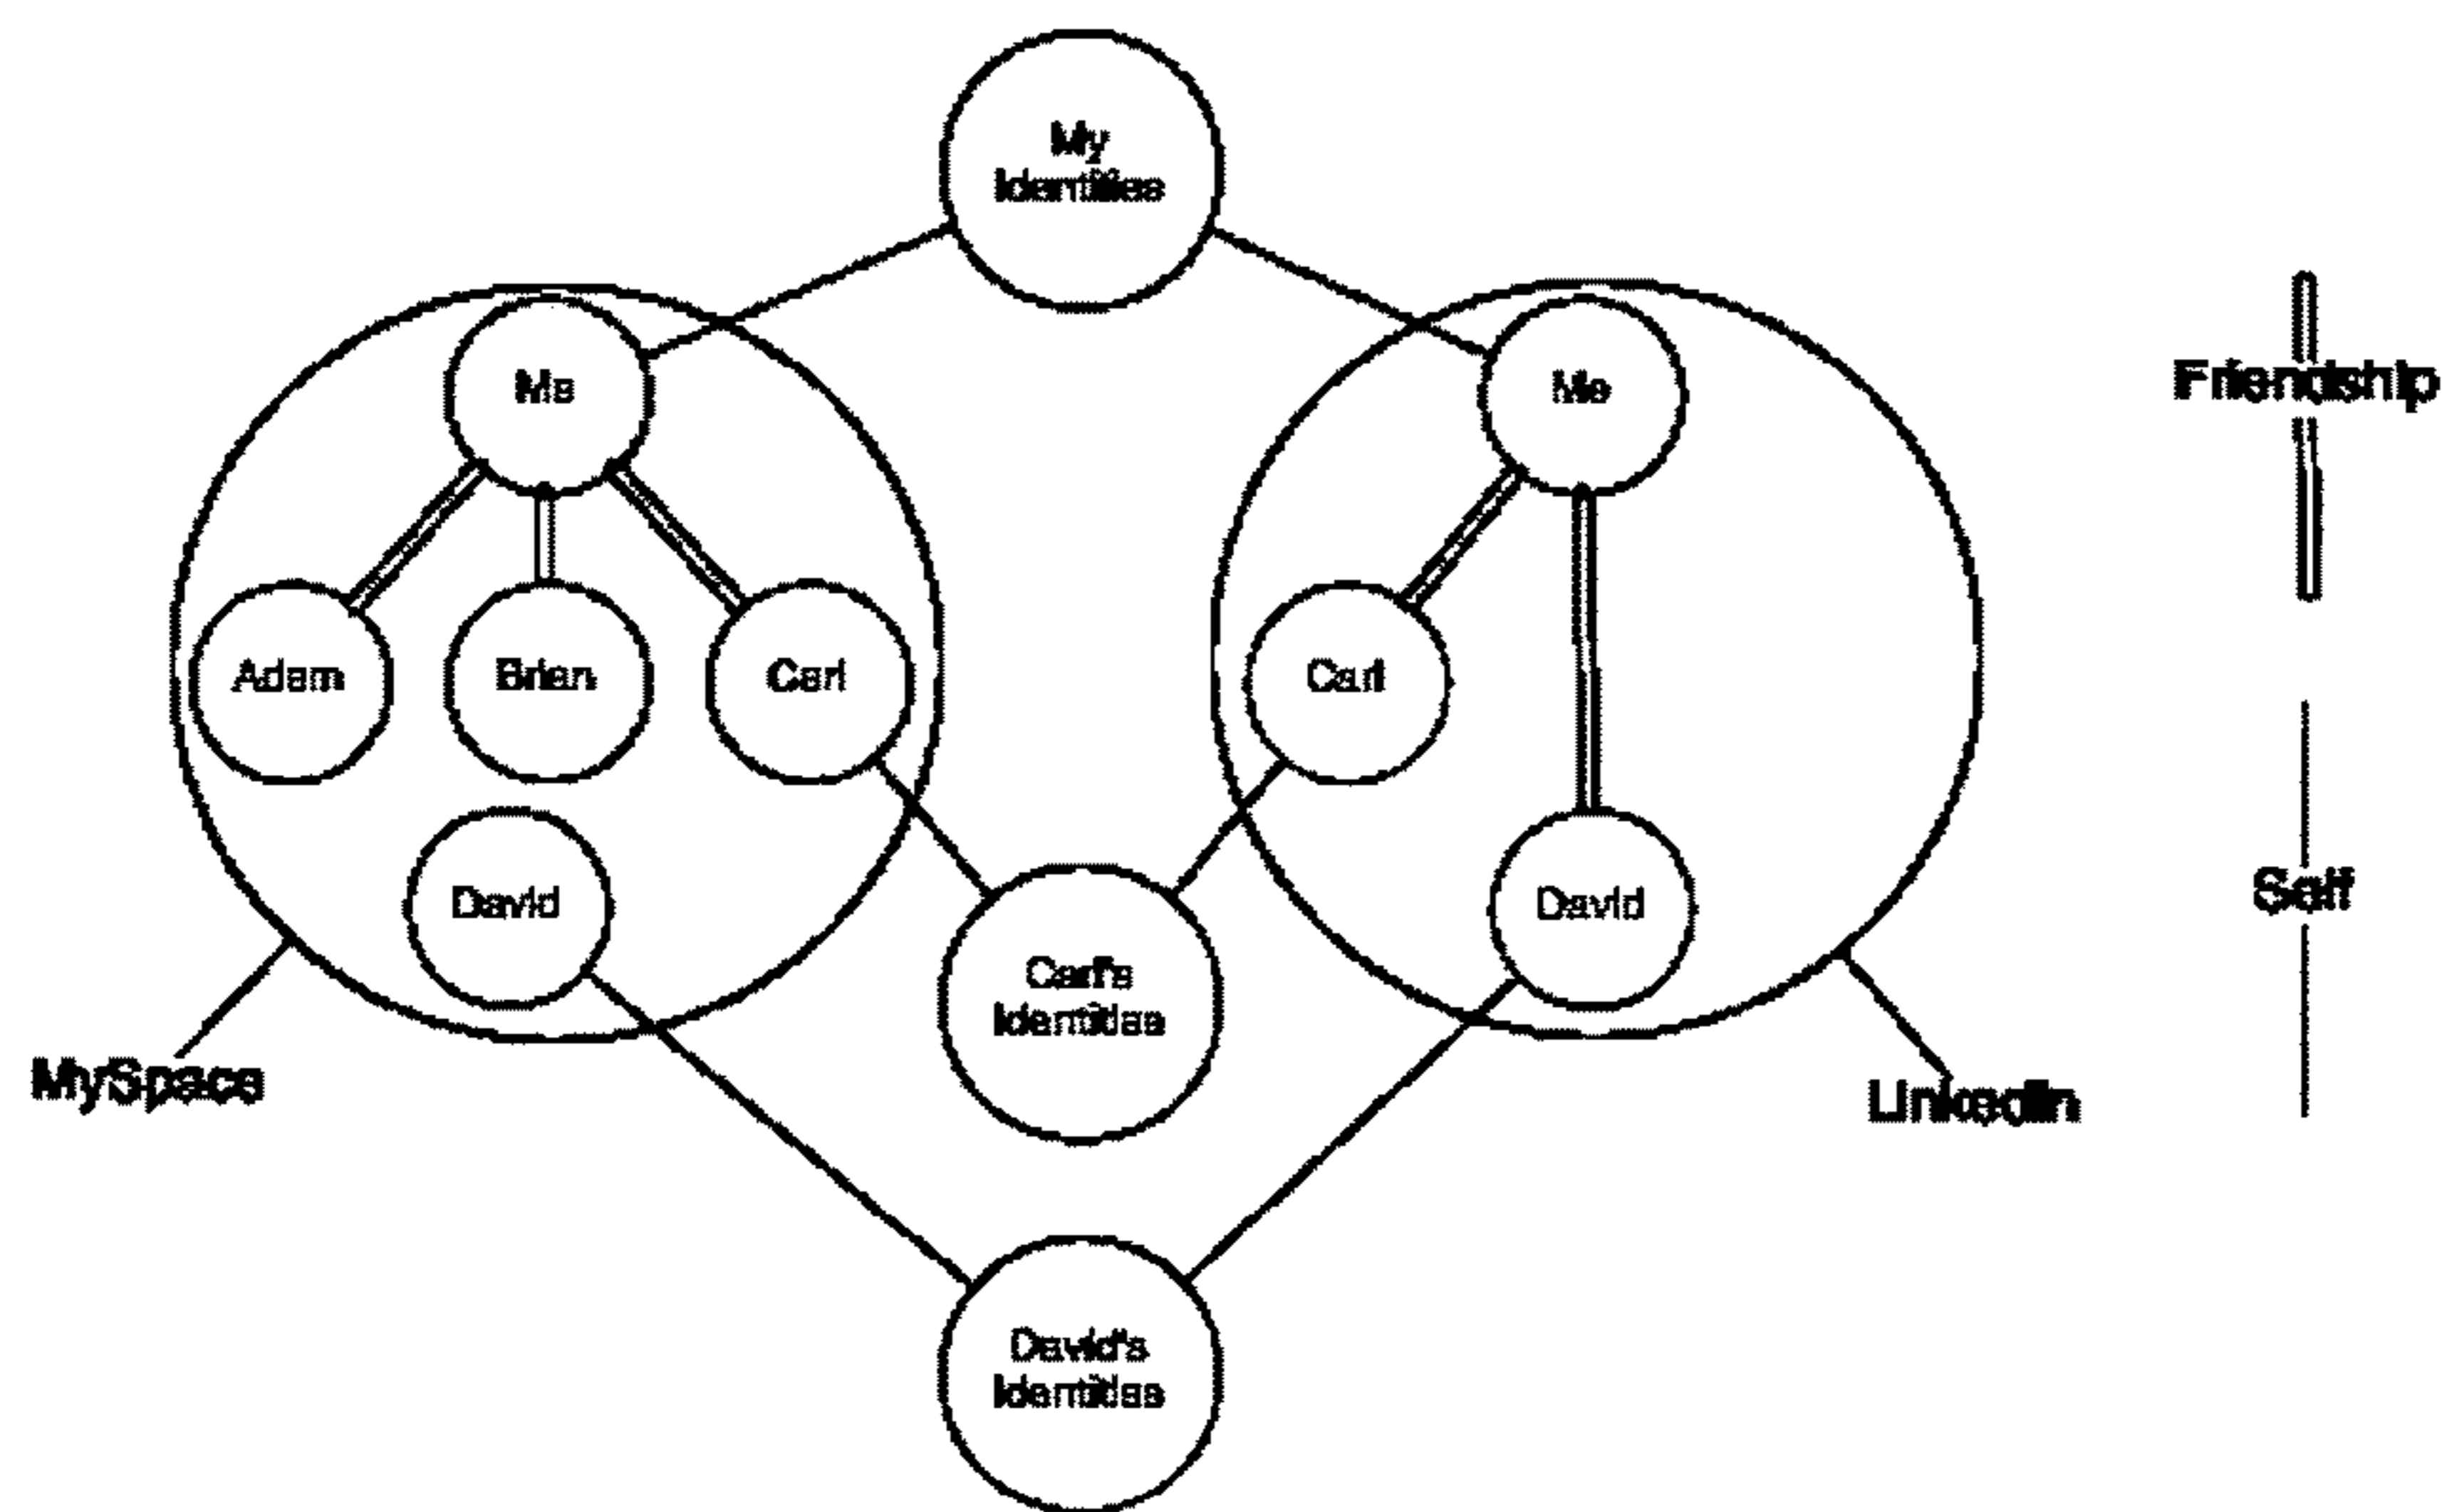 My
Identities
Me
Me
Friendship
Adam
Brian
Carl
Carl
David
David
Self
Carl's
Identities
MySpace
LinkedIn
David's
Identities